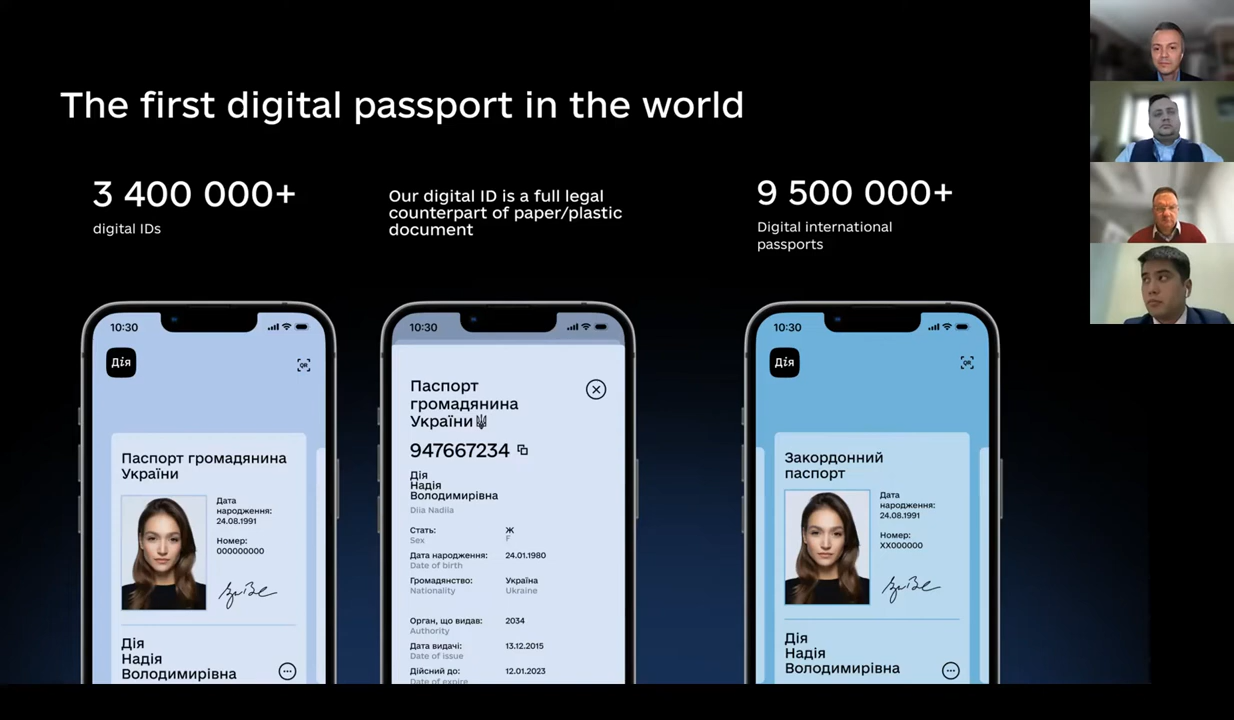 The first digital passport in the world
3 400 000+
digital IDs
Our digital ID is a full legal
counterpart of paper/plastic
document
9 500 000+
Digital international
passports
10:30
Дія
QR
Паспорт громадянина
України
Дата
народження:
24.08.1991
Номер:
000000000
Дія
Надія
Володимирівна
10:30
Паспорт
громадянина
України
947667234
Дія
Надія
Володимирівна
Diia Nadiia
Стать: Ж
Sex F
Дата народження: 24.01.1980
Date of birth
Громадянство: Україна
Nationality Ukraine
Орган, що видав: 2034
Authority
Дата видачі: 13.12.2015
Date of issue
Дійсний до: 12.01.2023
Date of expire
10:30
Дія
QR
Закордонний
паспорт
Дата
народження:
24.08.1991
Номер:
XX000000
Дія
Надія
Володимирівна